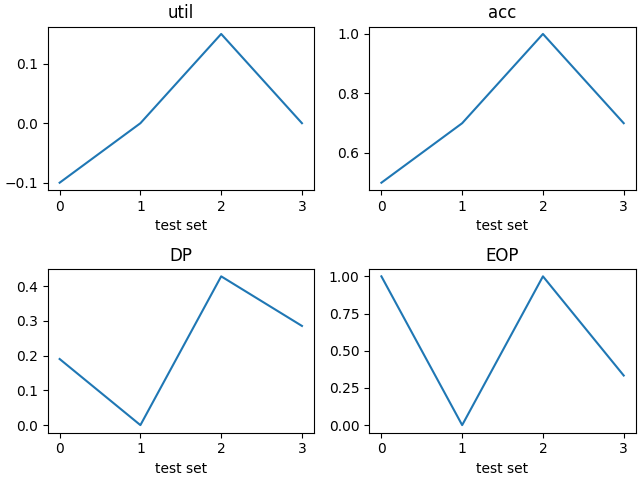 util
0.1
0.0
−0.1
0 1 2 3
test set
acc
1.0
0.8
0.6
0 1 2 3
test set
DP
0.4
0.3
0.2
0.1
0.0
0 1 2 3
test set
EOP
1.00
0.75
0.50
0.25
0.00
0 1 2 3
test set